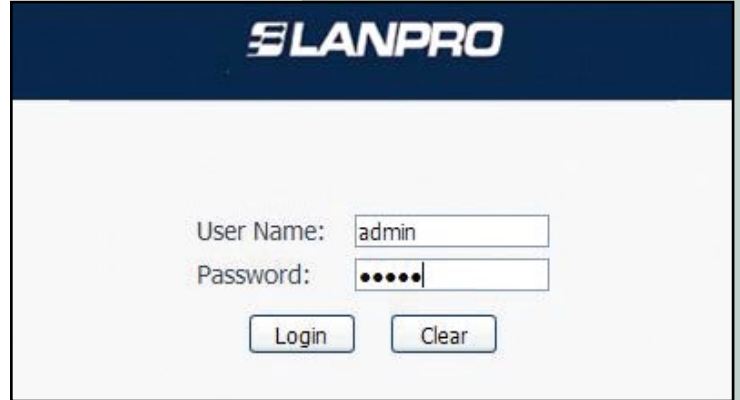 LANPRO
User Name: admin
Password: •••••
Login Clear